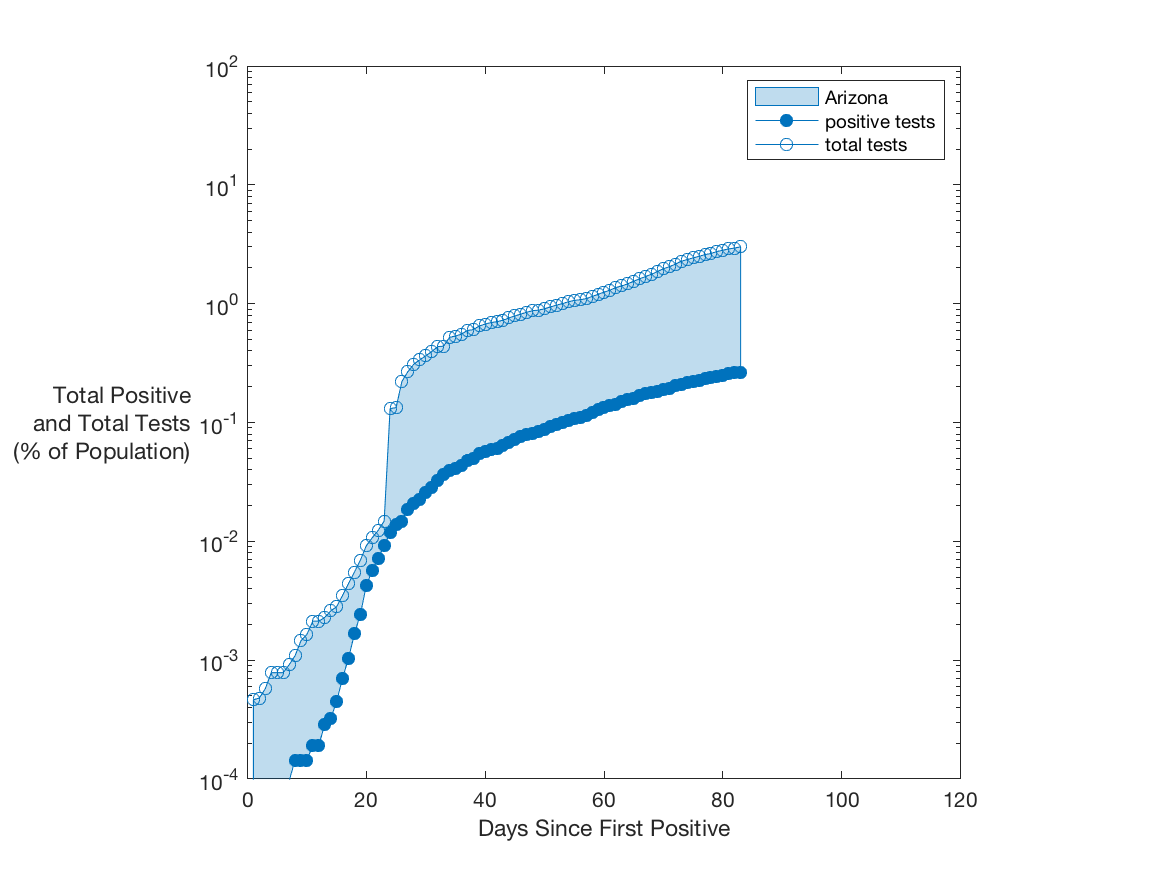 10^2
Arizona
positive tests
total tests
10^1
10^0
Total Positive
and Total Tests
(% of Population)
10^-1
10^-2
10^-3
10^-4
0 20 40 60 80 100 120
Days Since First Positive